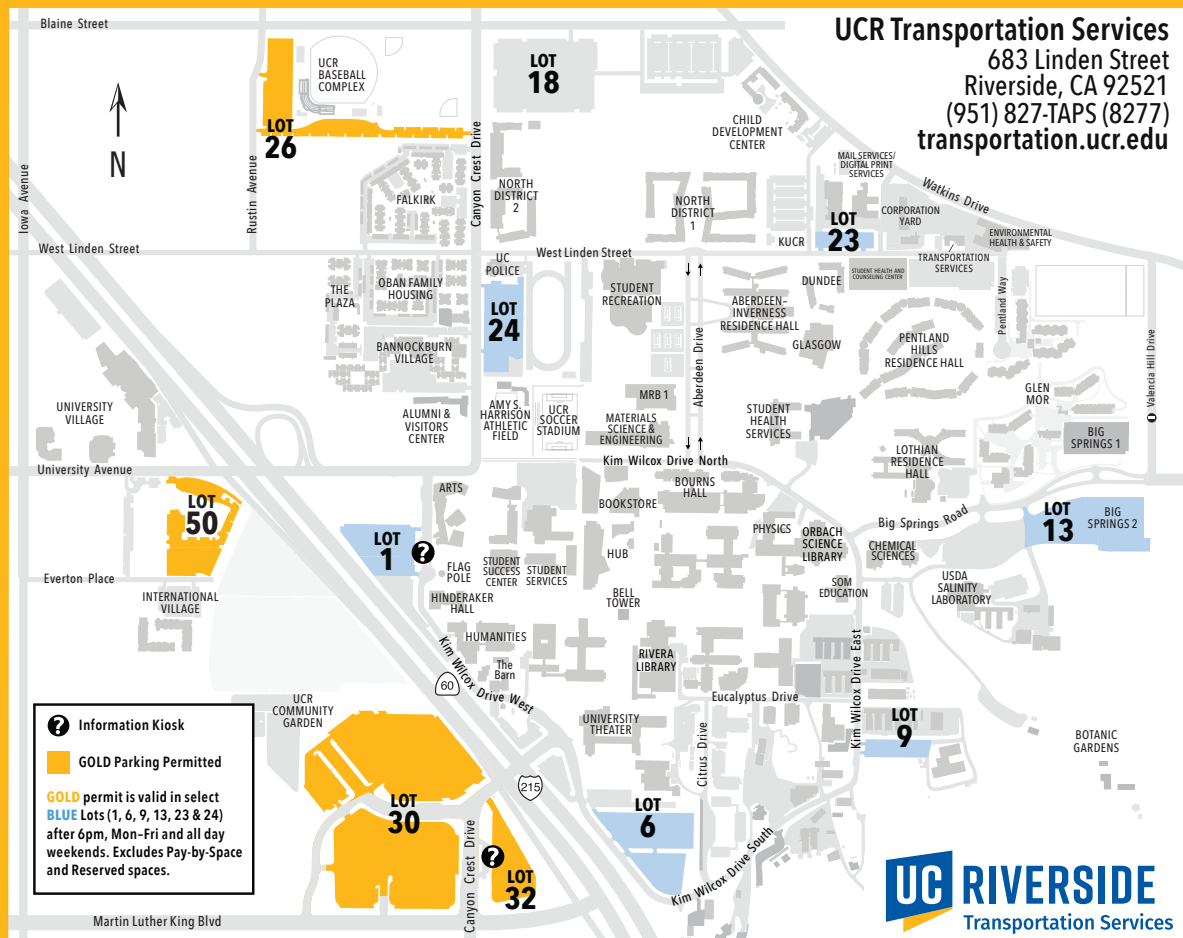 Blaine Street
UCR Transportation Services
683 Linden Street
Riverside, CA 92521
(951) 827-TAPS (8277)
transportation.ucr.edu
UCR
BASEBALL
COMPLEX
LOT
18
LOT
26
N
CHILD
DEVELOPMENT
CENTER
MAIL SERVICES/
DIGITAL PRINT
SERVICES
Watkins Drive
Iowa Avenue
Rustin Avenue
Canyon Crest Drive
FALKIRK
NORTH
DISTRICT
2
NORTH
DISTRICT
1
CORPORATION
YARD
LOT
23
KUCR
ENVIRONMENTAL
HEALTH & SAFETY
TRANSPORTATION
SERVICES
West Linden Street
West Linden Street
UC
POLICE
THE
PLAZA
OBAN FAMILY
HOUSING
LOT
24
STUDENT
RECREATION
ABERDEEN–
INVERNESS
RESIDENCE HALL
DUNDEE
STUDENT HEALTH AND
COUNSELING CENTER
Pentland Way
BANNOCKBURN
VILLAGE
GLASGOW
PENTLAND
HILLS
RESIDENCE HALL
Aberdeen Drive
Valencia Hill Drive
UNIVERSITY
VILLAGE
ALUMNI &
VISITORS
CENTER
AMY S.
HARRISON
ATHLETIC
FIELD
UCR
SOCCER
STADIUM
MRB 1
MATERIALS
SCIENCE &
ENGINEERING
STUDENT
HEALTH
SERVICES
GLEN
MOR
BIG
SPRINGS 1
LOTHIAN
RESIDENCE
HALL
University Avenue
Kim Wilcox Drive North
ARTS
BOURNS
HALL
BOOKSTORE
LOT
50
LOT
1
?
PHYSICS
ORBACH
SCIENCE
LIBRARY
Big Springs Road
LOT
13
BIG
SPRINGS 2
CHEMICAL
SCIENCES
HUB
FLAG
POLE
STUDENT
SUCCESS
CENTER
STUDENT
SERVICES
Everton Place
INTERNATIONAL
VILLAGE
HINDERAKER
HALL
BELL
TOWER
SOM
EDUCATION
USDA
SALINITY
LABORATORY
HUMANITIES
The
Barn
RIVERA
LIBRARY
Kim Wilcox Drive West
60
Kim Wilcox Drive East
Eucalyptus Drive
UCR
COMMUNITY
GARDEN
UNIVERSITY
THEATER
Citrus Drive
LOT
9
BOTANIC
GARDENS
? Information Kiosk
GOLD Parking Permitted
GOLD permit is valid in select
BLUE Lots (1, 6, 9, 13, 23 & 24)
after 6pm, Mon–Fri and all day
weekends. Excludes Pay-by-Space
and Reserved spaces.
215
LOT
30
LOT
6
Canyon Crest Drive
?
LOT
32
Kim Wilcox Drive South
Martin Luther King Blvd
UC RIVERSIDE
Transportation Services